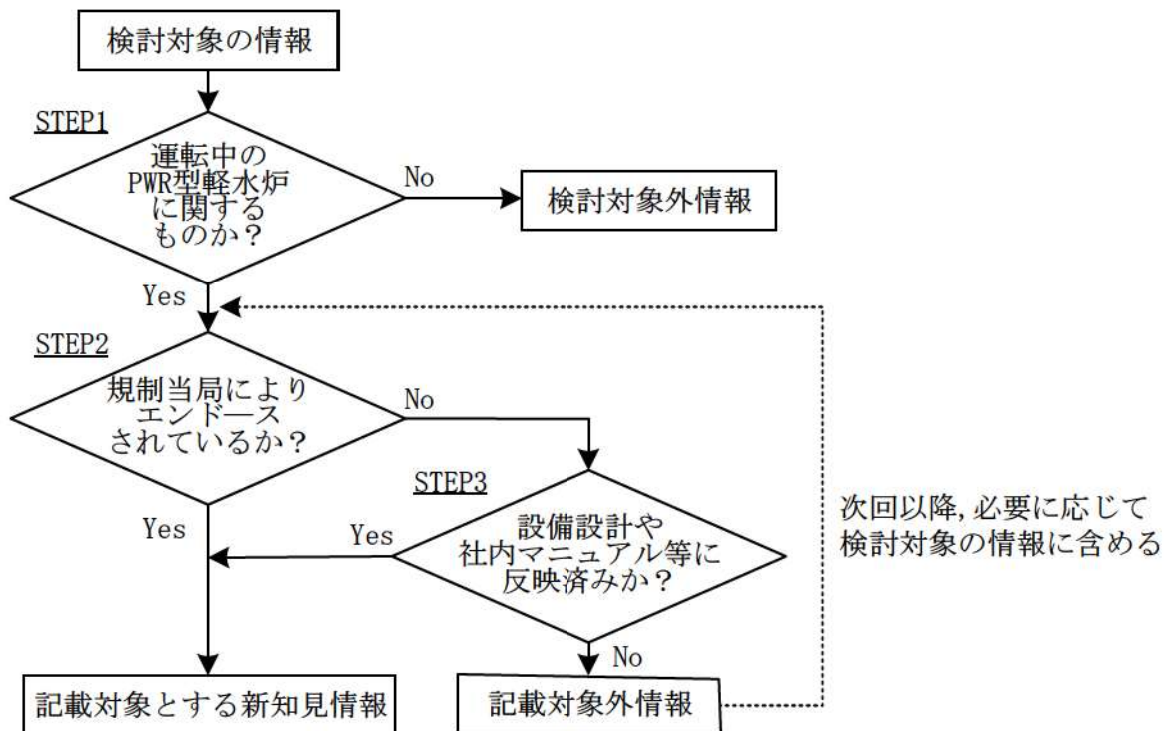 検討対象の情報
STEP1
運転中の
PWR型軽水炉
に関する
ものか？
No
検討対象外情報
Yes
STEP2
規制当局により
エンドース
されているか？
No
STEP3
設備設計や
社内マニュアル等に
反映済みか？
Yes
Yes
次回以降, 必要に応じて
検討対象の情報に含める
No
記載対象とする新知見情報
記載対象外情報